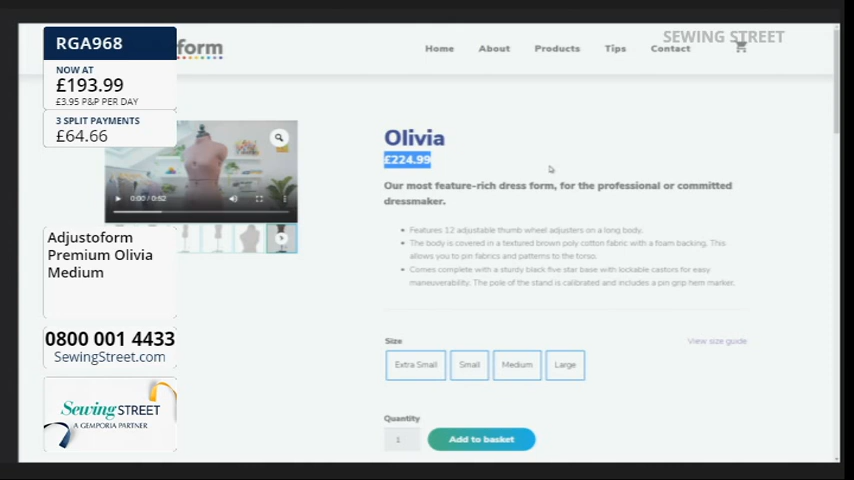 RGA968
form
NOW AT
£193.99
£3.95 P&P PER DAY
3 SPLIT PAYMENTS
£64.66
SEWING STREET
Home
About
Products
Tips
Contact
0:00 / 0:52
Olivia
£224.99
Our most feature-rich dress form, for the professional or committed
dressmaker.
Features 12 adjustable thumb wheel adjusters on a long body.
The body is covered in a textured brown poly cotton fabric with a foam backing. This
allows you to pin fabrics and patterns to the torso.
Comes complete with a sturdy black five star base with lockable castors for easy
maneuverability. The pole of the stand is calibrated and includes a pin grip hem marker.
Adjustoform
Premium Olivia
Medium
Size
View size guide
Extra Small
Small
Medium
Large
0800 001 4433
SewingStreet.com
Quantity
1
Add to basket
Sewing STREET
A GEMPORIA PARTNER